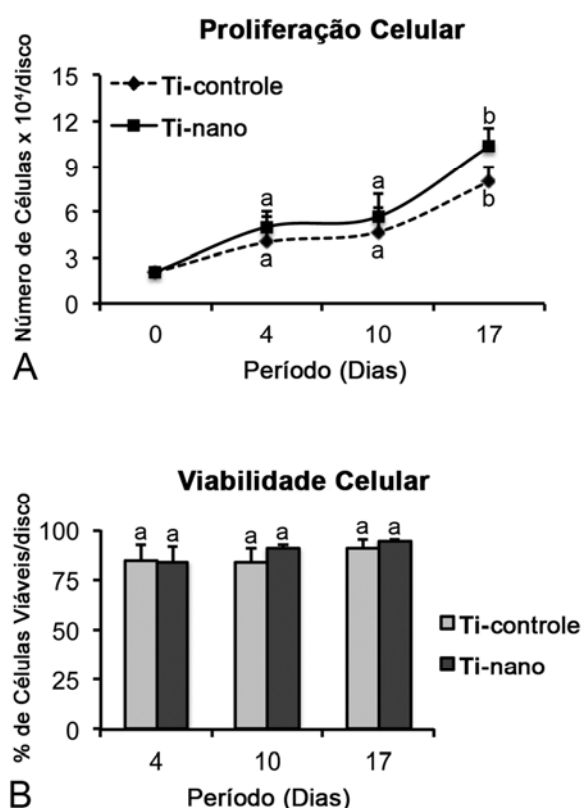 Proliferação Celular
Número de Células x 10⁴/disco
15
12
9
6
3
0
Ti-controle
Ti-nano
a
a
b
a
a
b
0 4 10 17
Período (Dias)
A
Viabilidade Celular
% de Células Viáveis/disco
100
75
50
25
0
a a a a a a
Ti-controle
Ti-nano
4 10 17
Período (Dias)
B